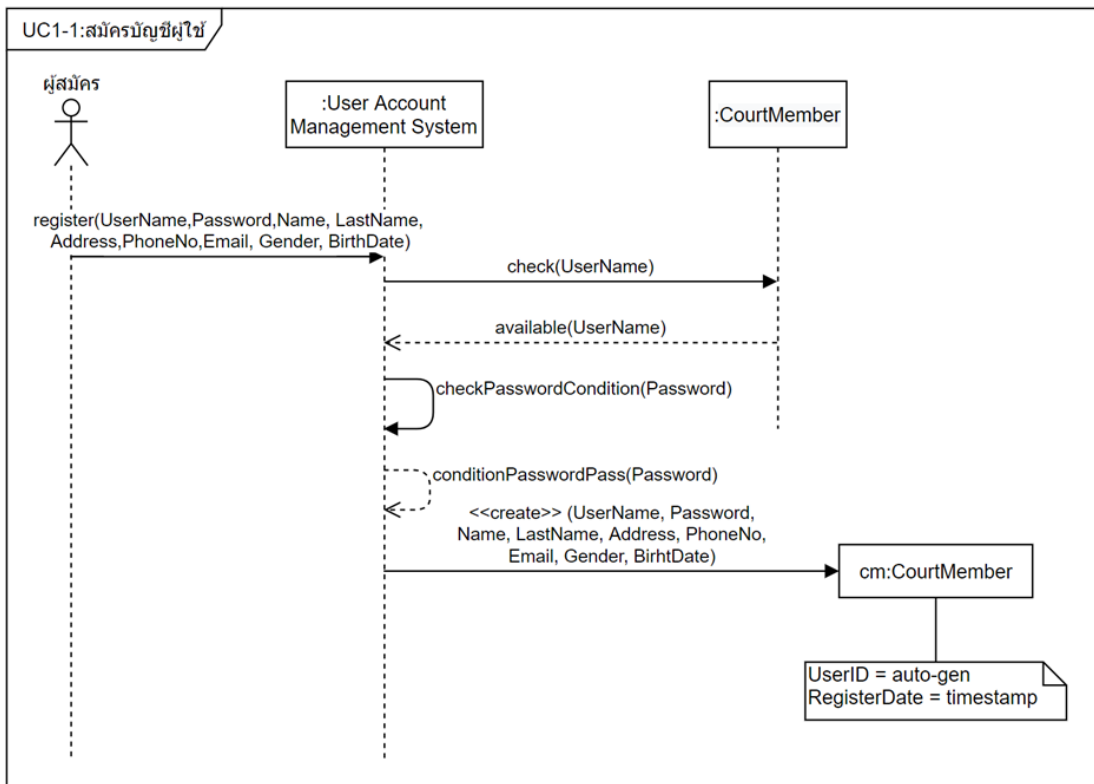 UC1-1:สมัครบัญชีผู้ใช้
ผู้สมัคร
:User Account
Management System
:CourtMember
register(UserName,Password,Name, LastName,
Address,PhoneNo,Email, Gender, BirthDate)
check(UserName)
available(UserName)
checkPasswordCondition(Password)
conditionPasswordPass(Password)
<<create>> (UserName, Password,
Name, LastName, Address, PhoneNo,
Email, Gender, BirhtDate)
cm:CourtMember
UserID = auto-gen
RegisterDate = timestamp